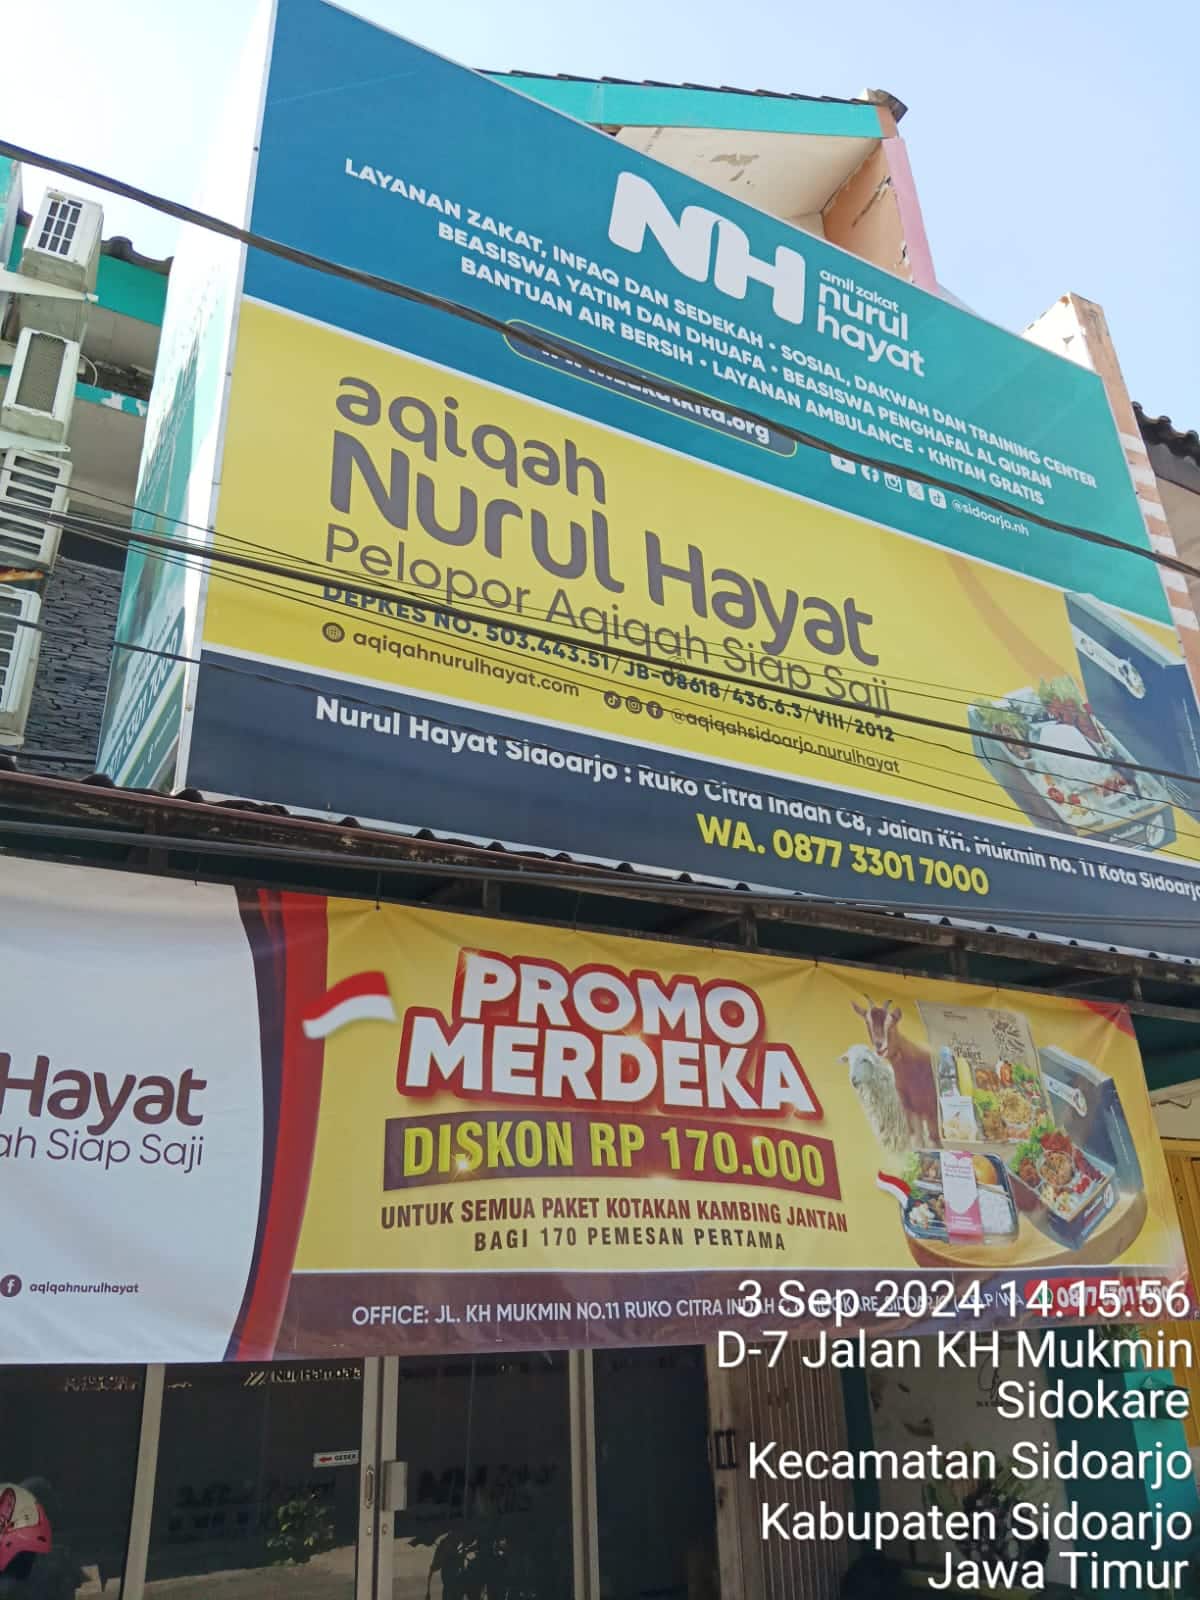 NH amil zakat nurul hayat
LAYANAN ZAKAT, INFAQ DAN SEDEKAH • SOSIAL, DAKWAH DAN TRAINING CENTER
BEASISWA YATIM DAN DHUAFA • BEASISWA PENGHAFAL AL QURAN
BANTUAN AIR BERSIH • LAYANAN AMBULANCE • KHITAN GRATIS
@sidoarjo.nh
aqiqah
Nurul Hayat
Pelopor Aqiqah Siap Saji
DEPKES NO. 503.443.51/JB-08618/436.6.3/VIII/2012
aqiqahnurulhayat.com
@aqiqahsidoarjo.nurulhayat
Nurul Hayat Sidoarjo : Ruko Citra Indah C8, Jalan KH. Mukmin no. 11 Kota Sidoarjo
WA. 0877 3301 7000
Hayat
ah Siap Saji
aqiqahnurulhayat
PROMO
MERDEKA
DISKON RP 170.000
UNTUK SEMUA PAKET KOTAKAN KAMBING JANTAN
BAGI 170 PEMESAN PERTAMA
OFFICE: JL. KH MUKMIN NO.11 RUKO CITRA INDAH
3 Sep 2024 14.15.56
D-7 Jalan KH Mukmin
Sidokare
Kecamatan Sidoarjo
Kabupaten Sidoarjo
Jawa Timur